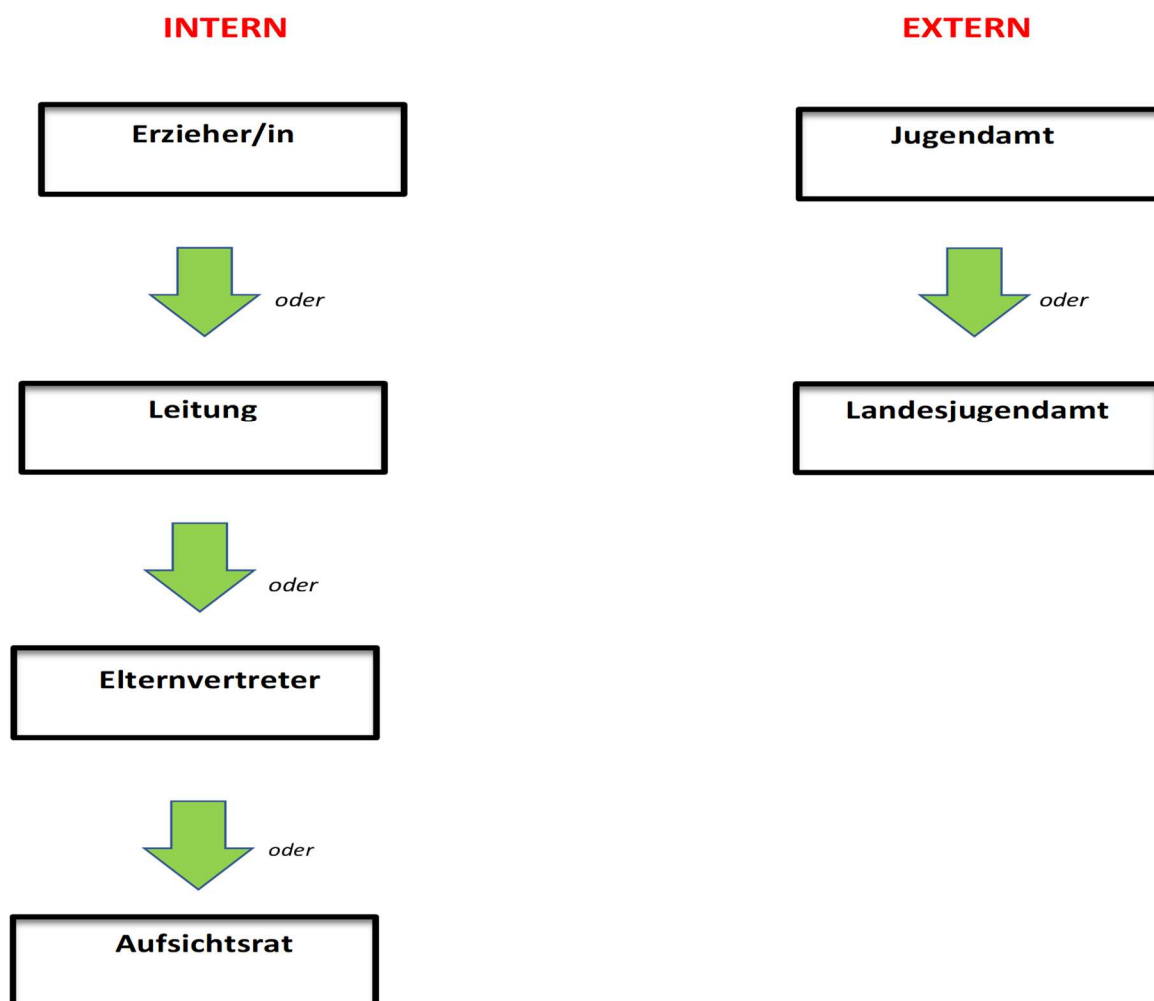 INTERN
Erzieher/in
oder
Leitung
oder
Elternvertreter
oder
Aufsichtsrat
EXTERN
Jugendamt
oder
Landesjugendamt